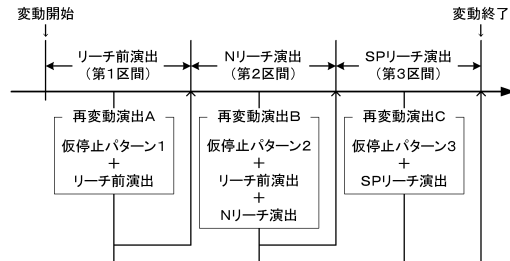 変動開始
変動終了
リーチ前演出
(第1区間)
Nリーチ演出
(第2区間)
SPリーチ演出
(第3区間)
再変動演出A
仮停止パターン1
+
リーチ前演出
再変動演出B
仮停止パターン2
+
リーチ前演出
+
Nリーチ演出
再変動演出C
仮停止パターン3
+
SPリーチ演出